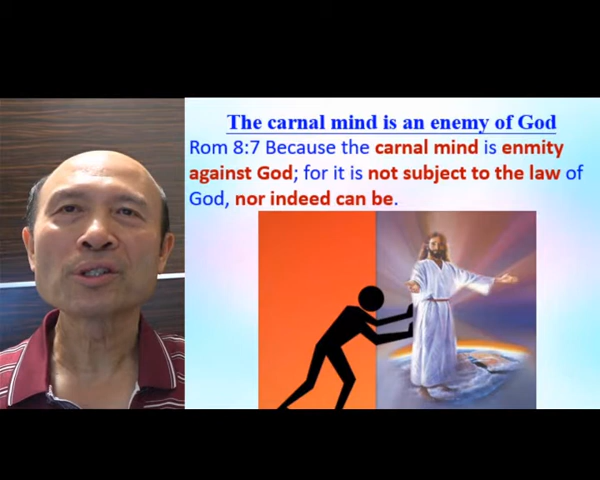 The carnal mind is an enemy of God
Rom 8:7 Because the carnal mind is enmity
against God; for it is not subject to the law of
God, nor indeed can be.